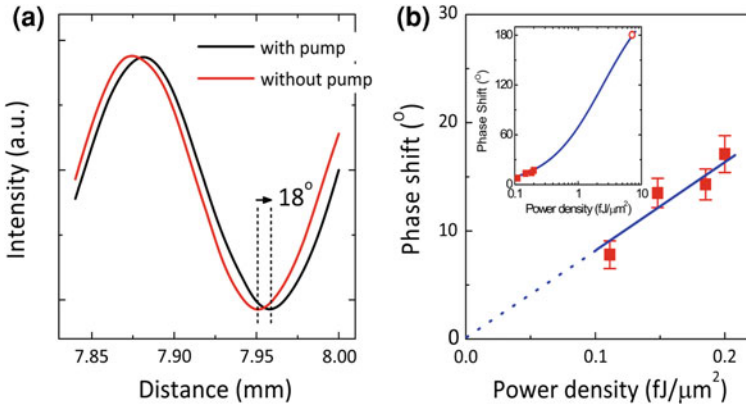 (a)
with pump
without pump
18°
Intensity (a.u.)
7.85 7.90 7.95 8.00
Distance (mm)
(b)
30
20
10
0
Phase shift (°)
0.0 0.1 0.2
Power density (fJ/μm²)
180
120
60
0
Phase Shift (°)
0.1 1 10
Power density (fJ/μm²)